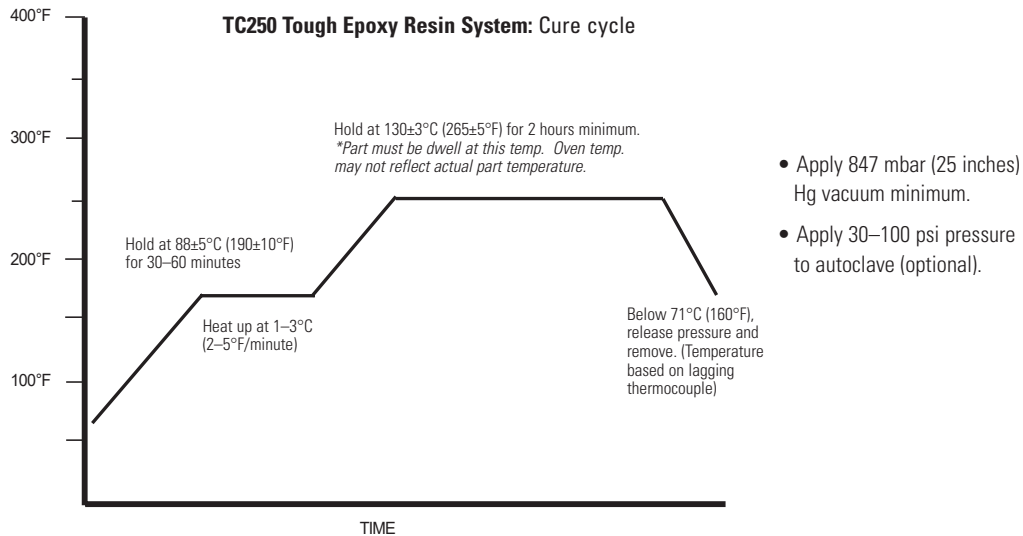 TC250 Tough Epoxy Resin System: Cure cycle
400°F
300°F
200°F
100°F
Hold at 130±3°C (265±5°F) for 2 hours minimum.
*Part must be dwell at this temp. Oven temp.
may not reflect actual part temperature.
Hold at 88±5°C (190±10°F)
for 30–60 minutes
Heat up at 1–3°C
(2–5°F/minute)
Below 71°C (160°F),
release pressure and
remove. (Temperature
based on lagging
thermocouple)
TIME
• Apply 847 mbar (25 inches)
Hg vacuum minimum.
• Apply 30–100 psi pressure
to autoclave (optional).